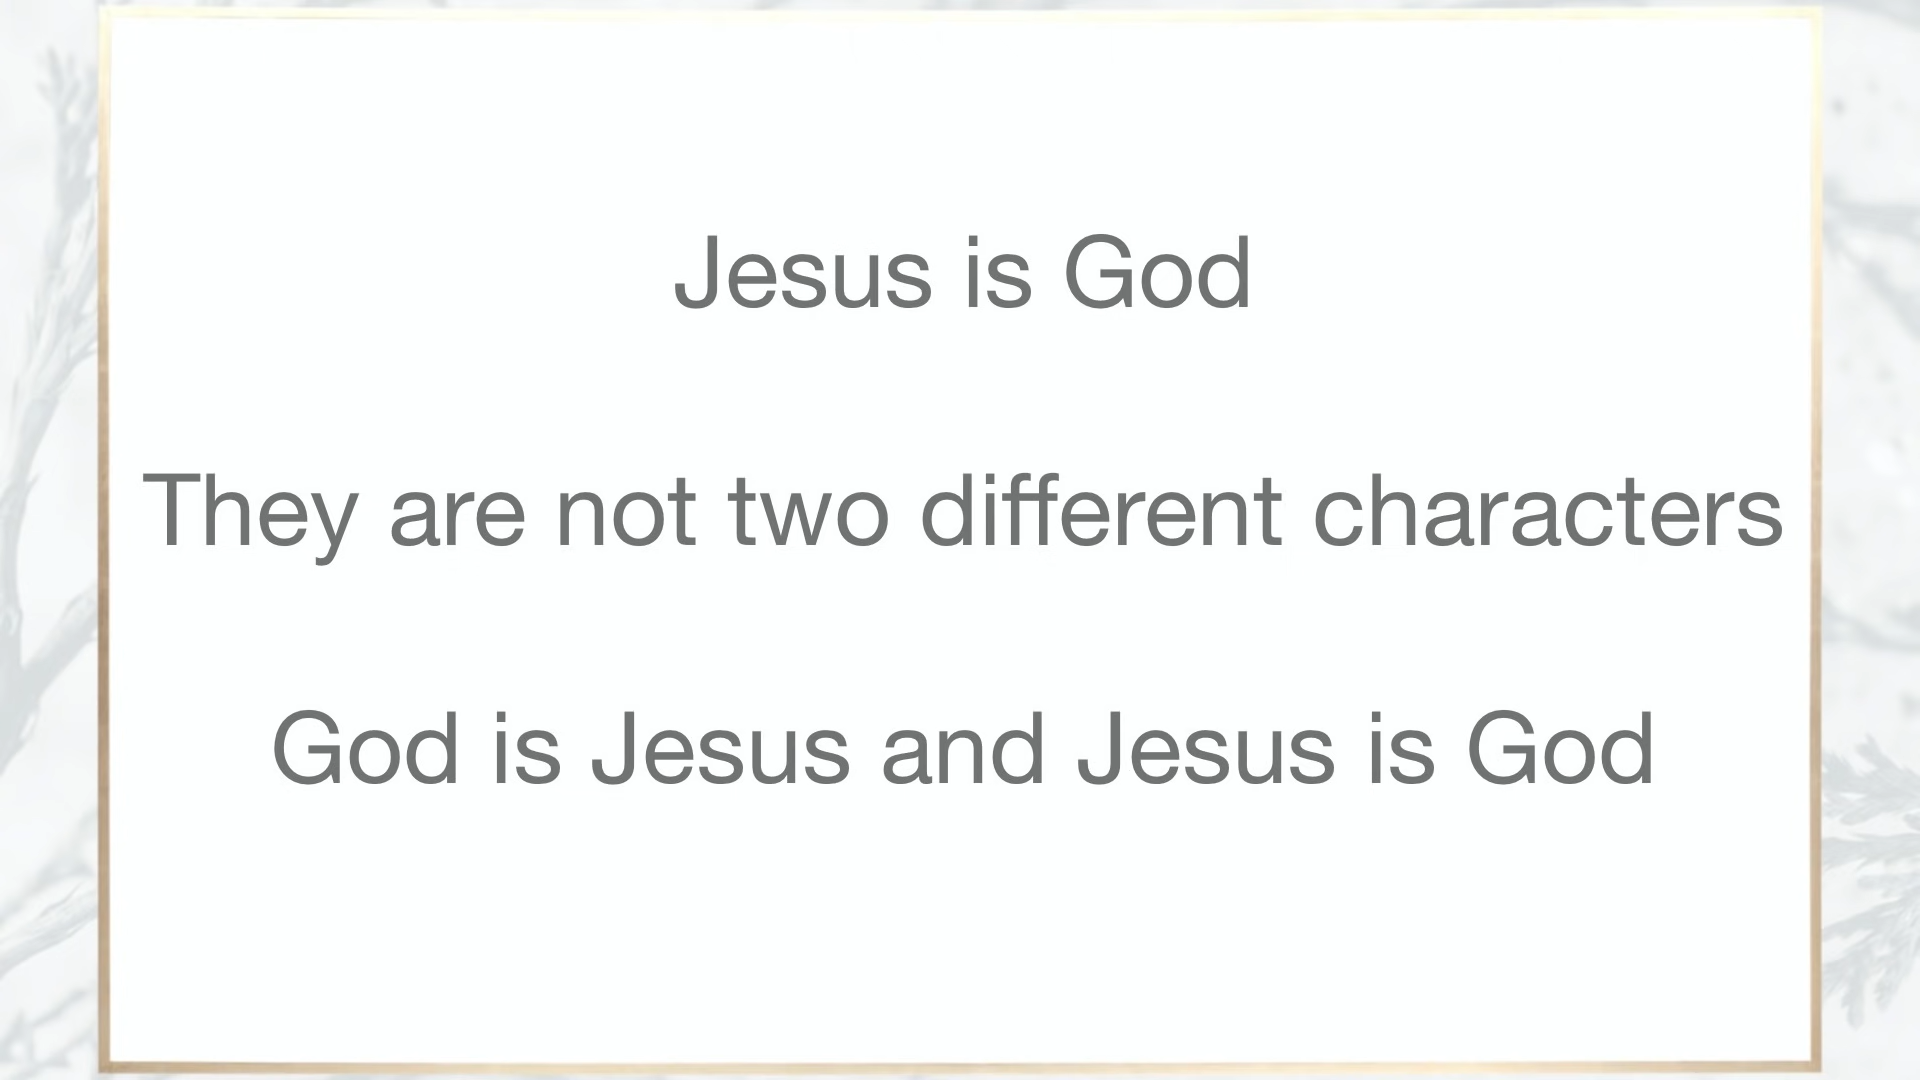 Jesus is God
They are not two different characters
God is Jesus and Jesus is God